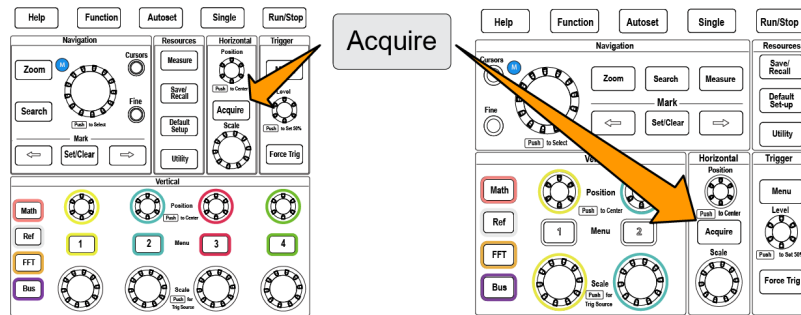 Help Function Autoset Single Run/Stop
Navigation Resources Horizontal Trigger
Cursors
Position
Zoom M Measure
Push to Center Level
Fine Save/
Recall
Search Acquire
Push to Select Scale Push to Set 50%
Mark Default
Setup
Set/Clear Utility Force Trig
Vertical
Math Position
Push to Center
Ref
1 2 Menu 3 4
FFT
Bus Scale
Push for
Trig Source
Acquire
Help Function Autoset Single Run/Stop
Navigation Resources
Cursors
M Save/
Recall
Zoom Search Measure
Fine Mark Default
Set-up
Set/Clear
Push to Select Utility
Horizontal Trigger
Position
Math Position Menu
Push to Center Push to Center Level
Ref 1 Menu 2 Acquire
FFT Scale Push to Set 50%
Bus Scale Force Trig
Push for
Trig Source